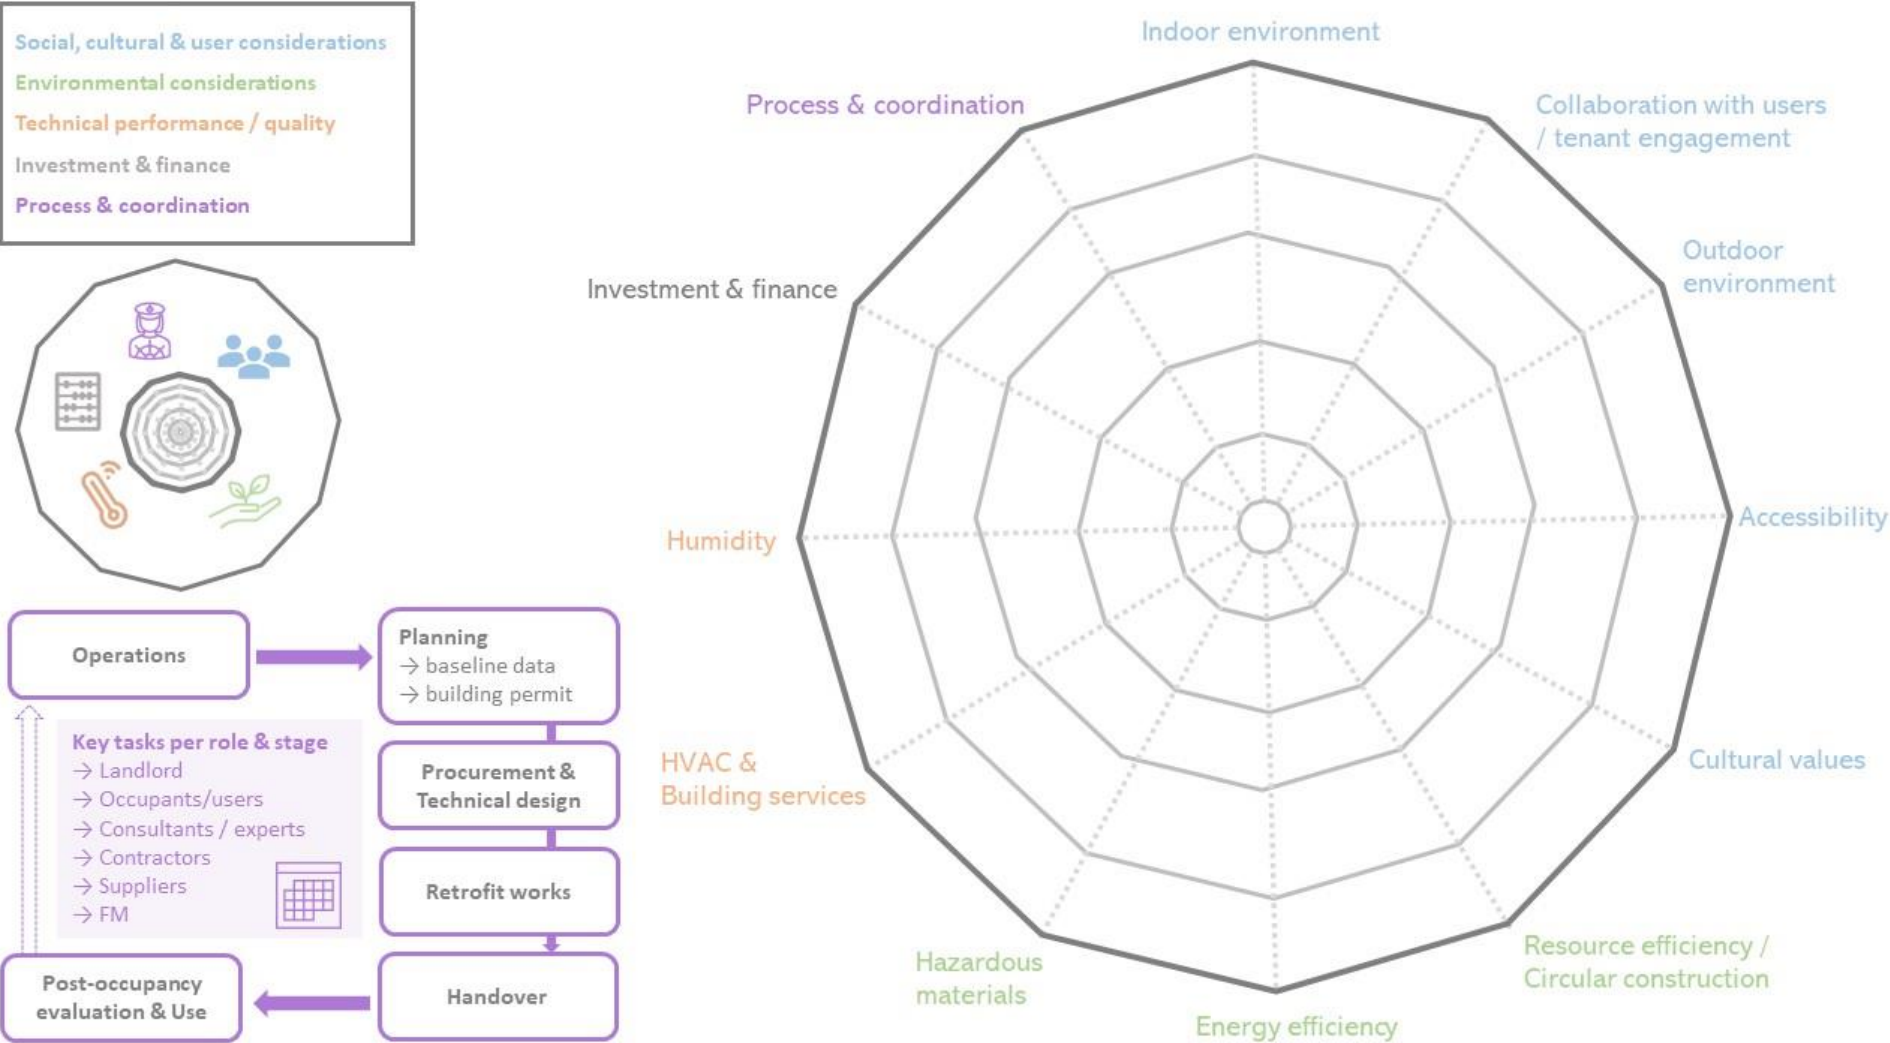 Social, cultural & user considerations
Environmental considerations
Technical performance / quality
Investment & finance
Process & coordination
Operations
Planning
→ baseline data
→ building permit
Key tasks per role & stage
→ Landlord
→ Occupants/users
→ Consultants / experts
→ Contractors
→ Suppliers
→ FM
Procurement &
Technical design
Retrofit works
Handover
Post-occupancy
evaluation & Use
Indoor environment
Collaboration with users
/ tenant engagement
Outdoor
environment
Accessibility
Cultural values
Resource efficiency /
Circular construction
Energy efficiency
Hazardous
materials
HVAC &
Building services
Humidity
Investment & finance
Process & coordination